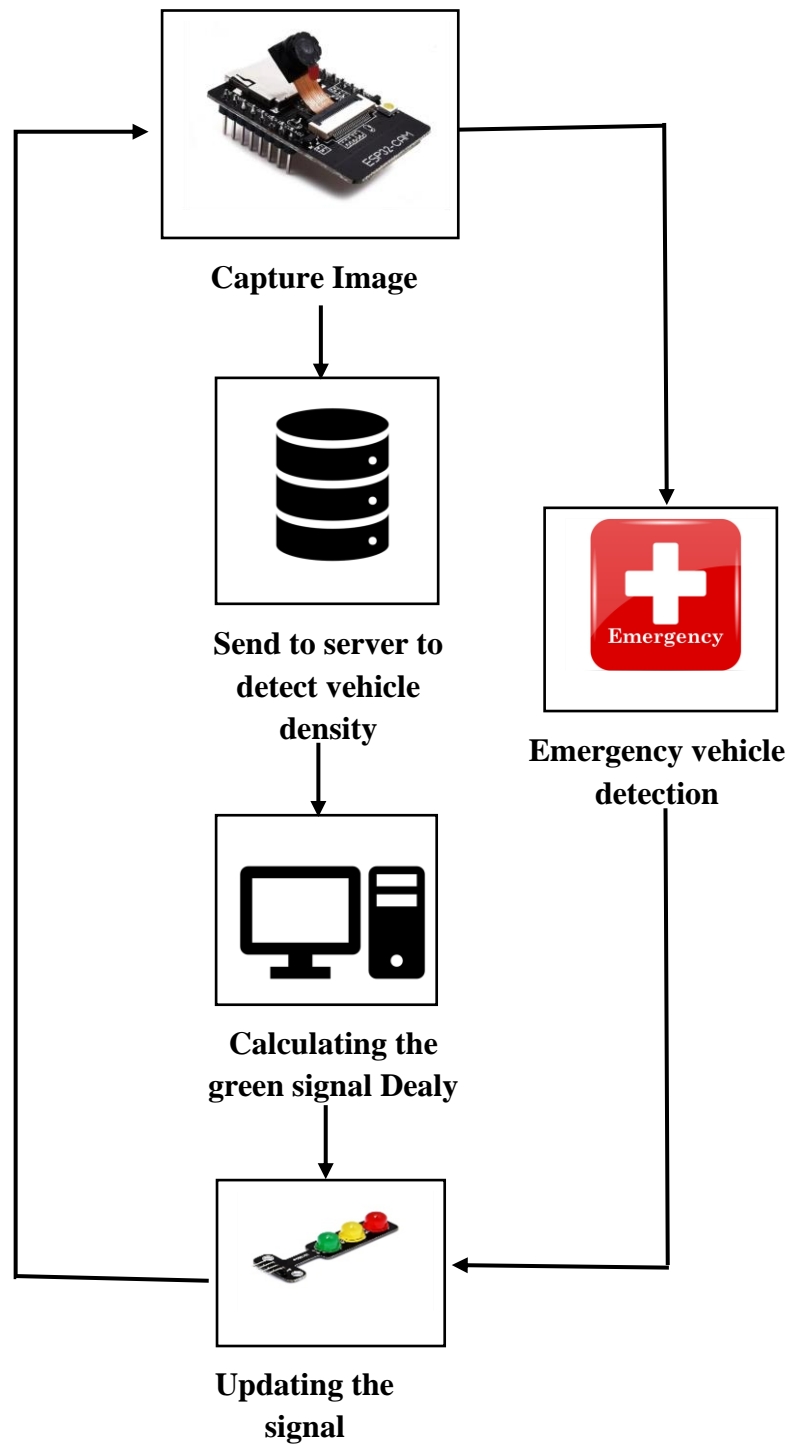 ESP32-CAM
Capture Image
Send to server to
detect vehicle
density
Emergency
Emergency vehicle
detection
Calculating the
green signal Dealy
Updating the
signal